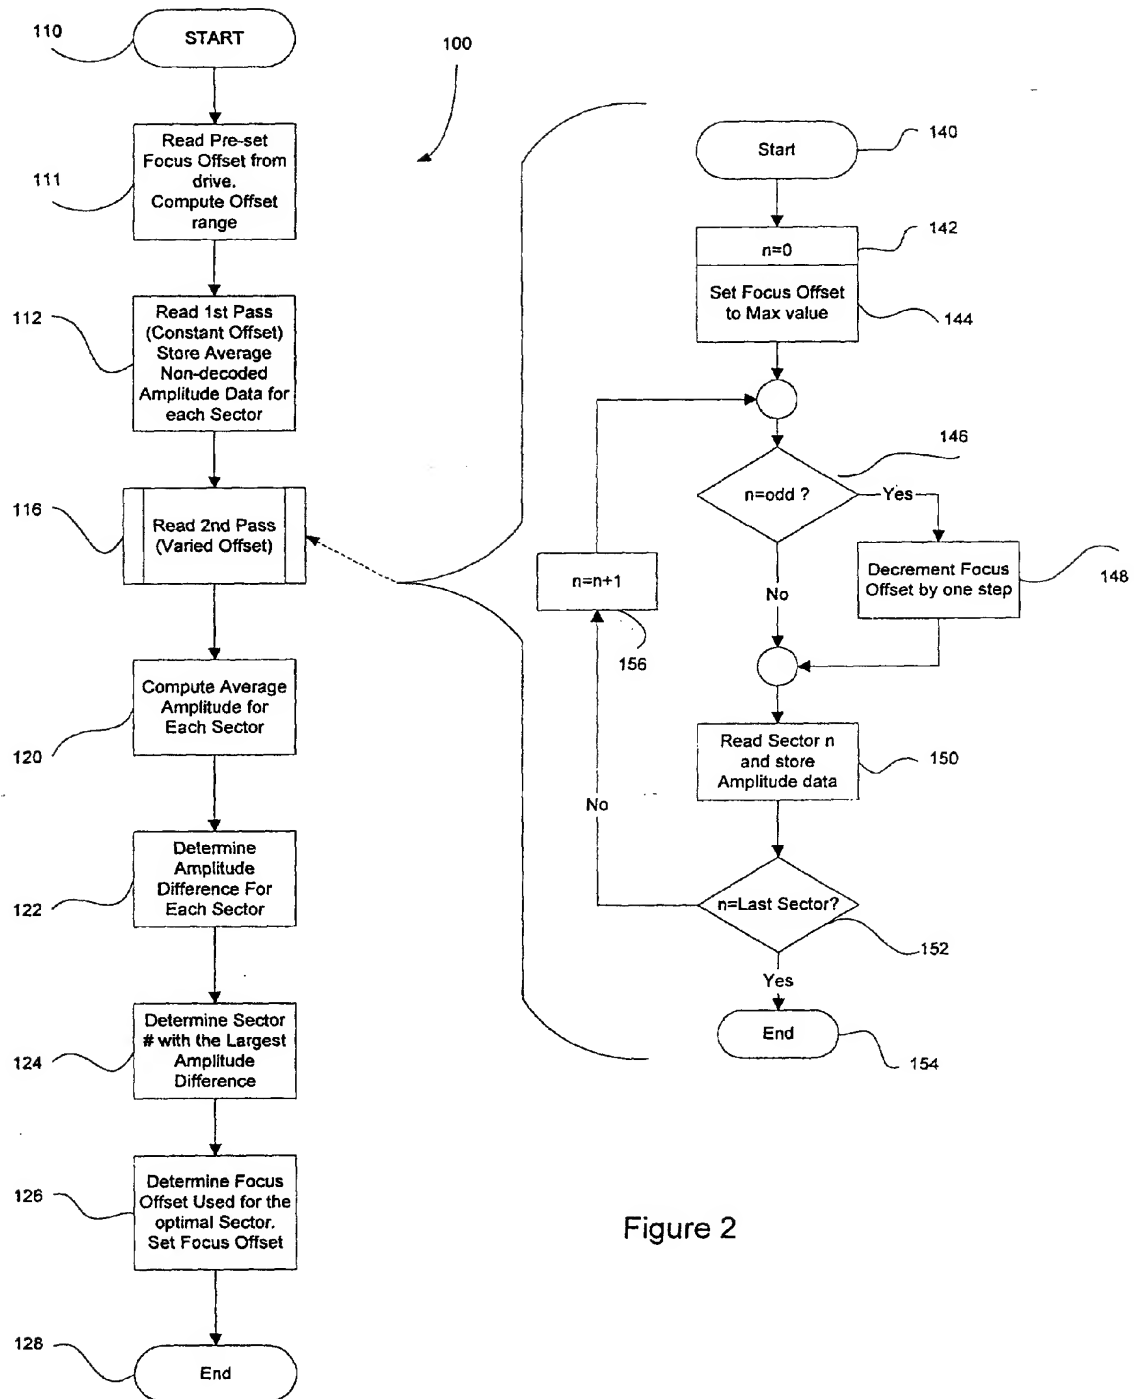 110
START
100
111
Read Pre-set
Focus Offset from
drive.
Compute Offset
range
112
Read 1st Pass
(Constant Offset)
Store Average
Non-decoded
Amplitude Data for
each Sector
116
Read 2nd Pass
(Varied Offset)
120
Compute Average
Amplitude for
Each Sector
122
Determine
Amplitude
Difference For
Each Sector
124
Determine Sector
# with the Largest
Amplitude
Difference
126
Determine Focus
Offset Used for the
optimal Sector.
Set Focus Offset
128
End
Start
140
n=0
142
Set Focus Offset
to Max value
144
146
n=odd ?
Yes
Decrement Focus
Offset by one step
148
No
n=n+1
156
Read Sector n
and store
Amplitude data
150
No
n=Last Sector?
152
Yes
End
154
Figure 2